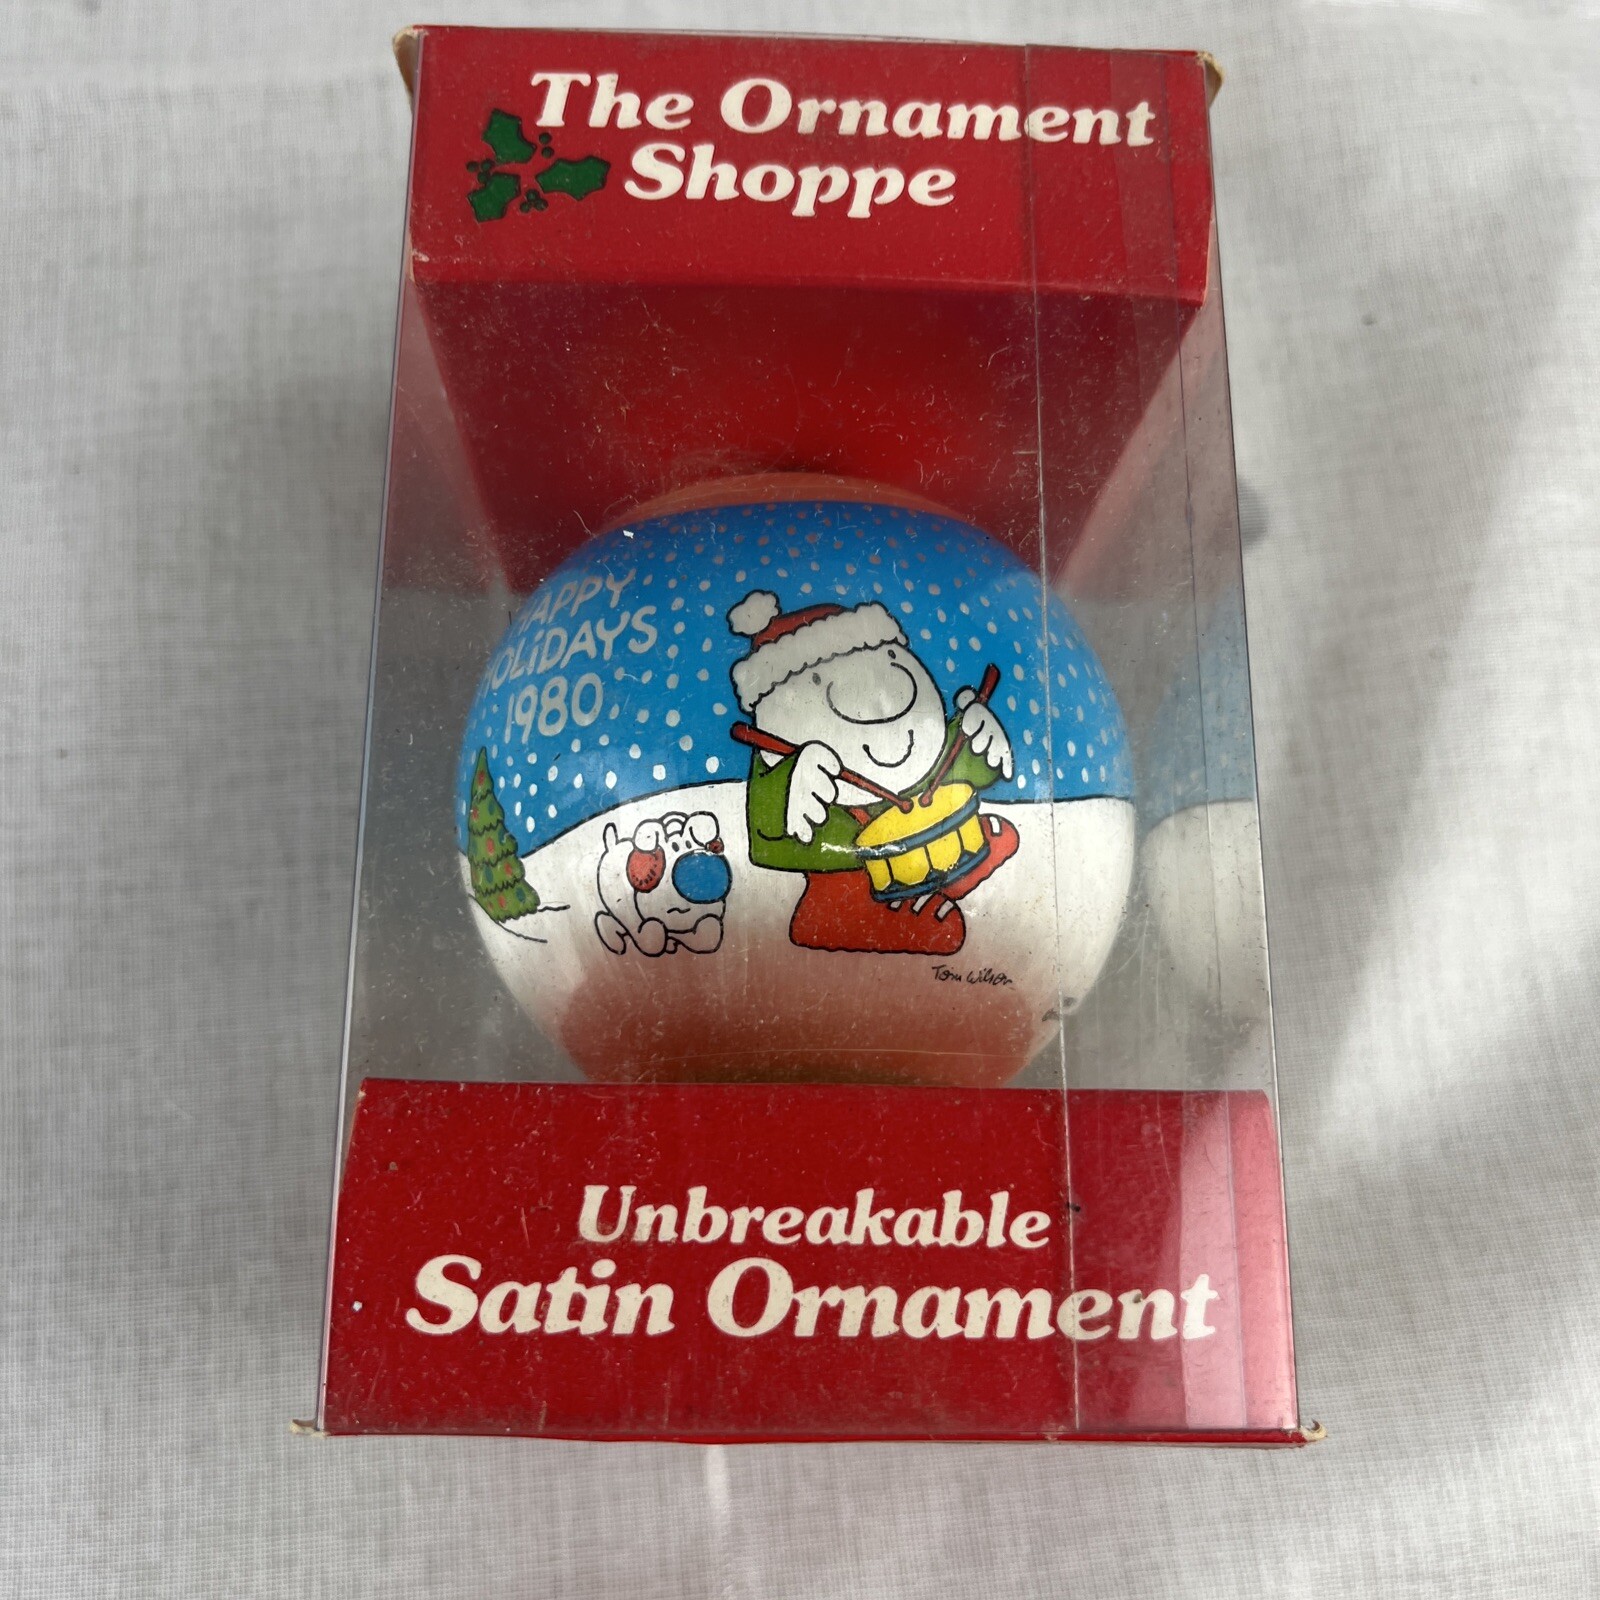 The Ornament
Shoppe
HAPPY
HOLiDAYS
1980
Tom Wilson
Unbreakable
Satin Ornament